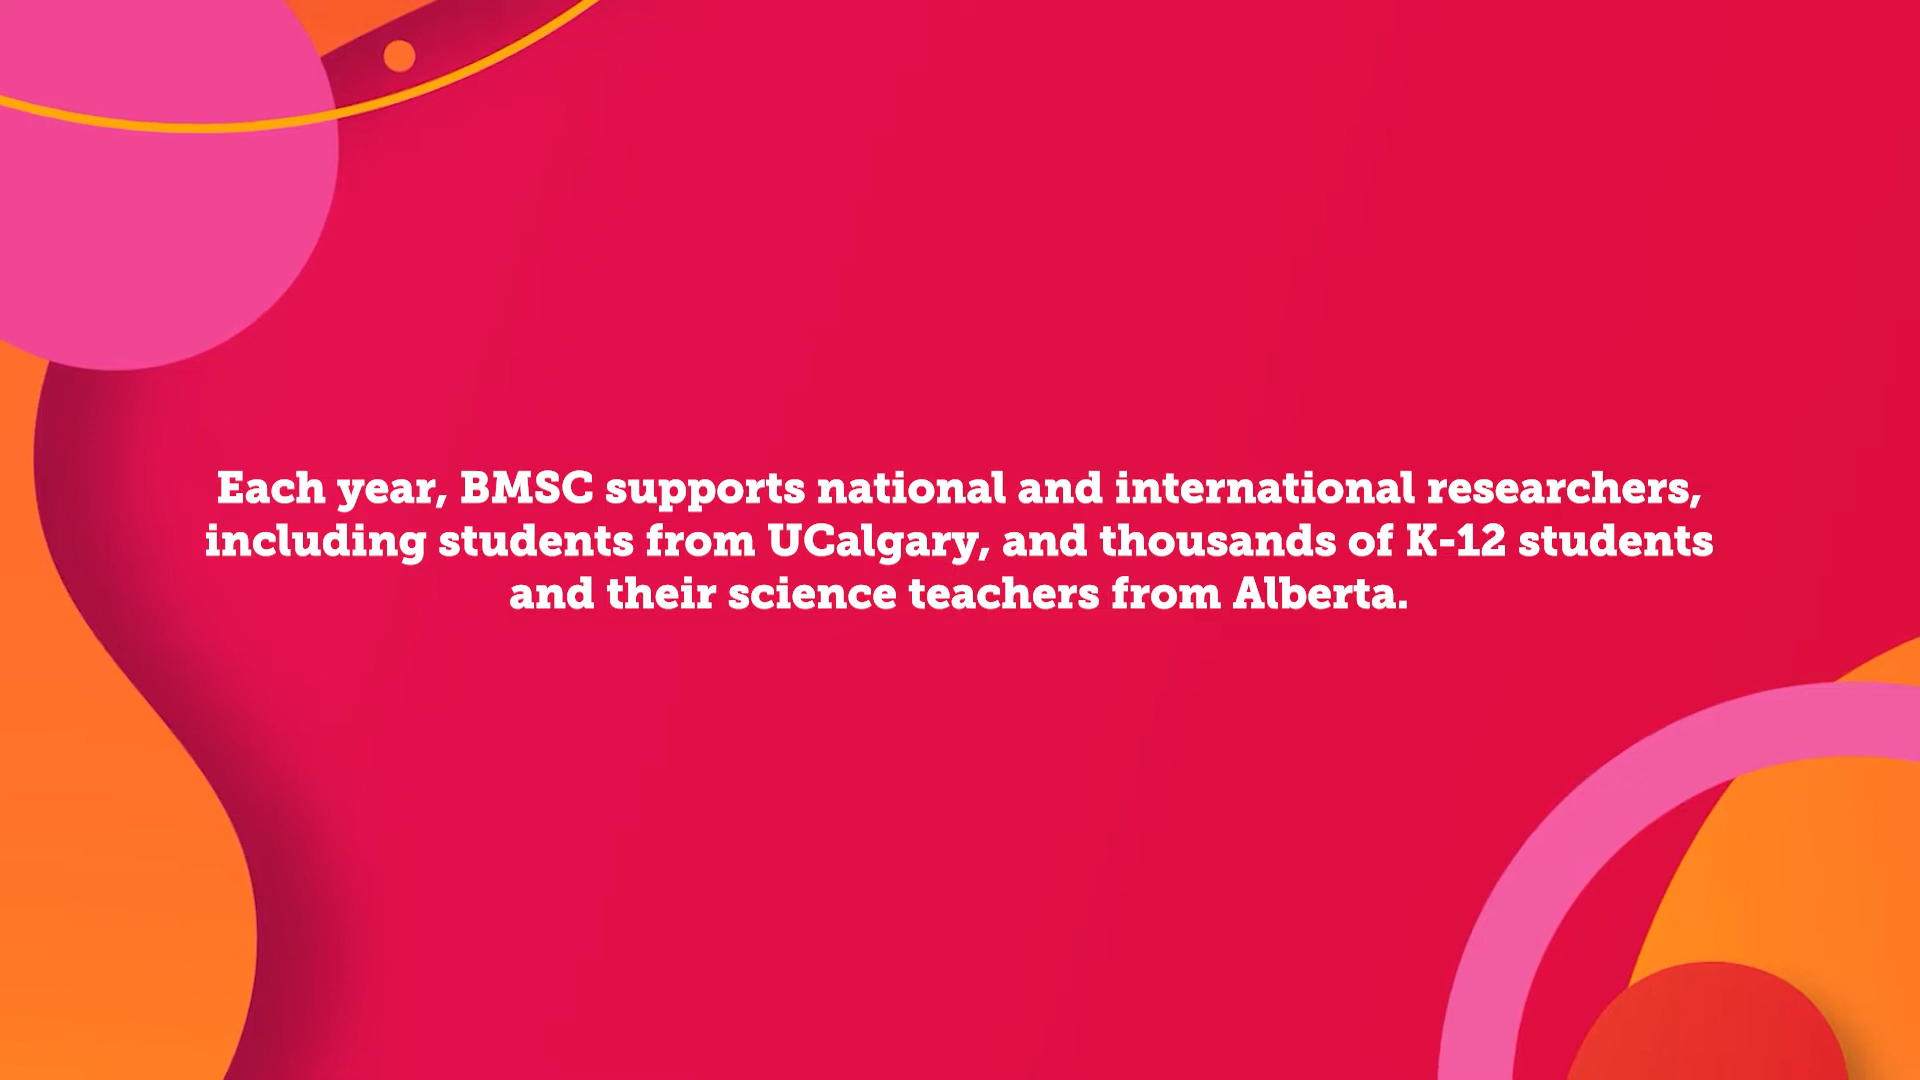 Each year, BMSC supports national and international researchers,
including students from UCalgary, and thousands of K-12 students
and their science teachers from Alberta.